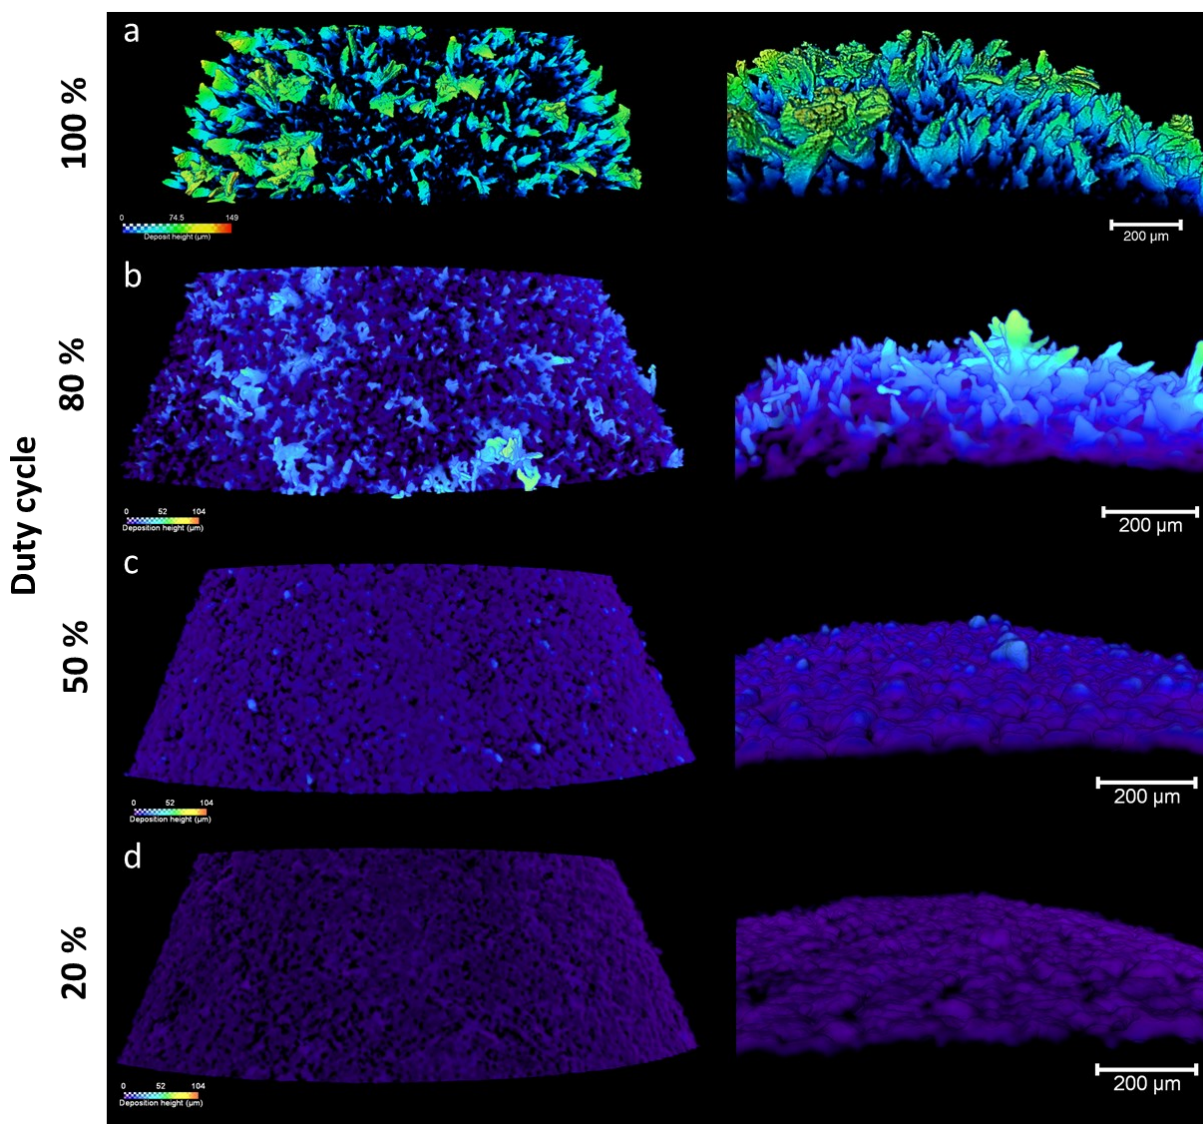 Duty cycle
100 %
a
0 74.5 149
Deposit height (µm)
200 µm
80 %
b
0 52 104
Deposition height (µm)
200 µm
50 %
c
0 52 104
Deposition height (µm)
200 µm
20 %
d
0 52 104
Deposition height (µm)
200 µm